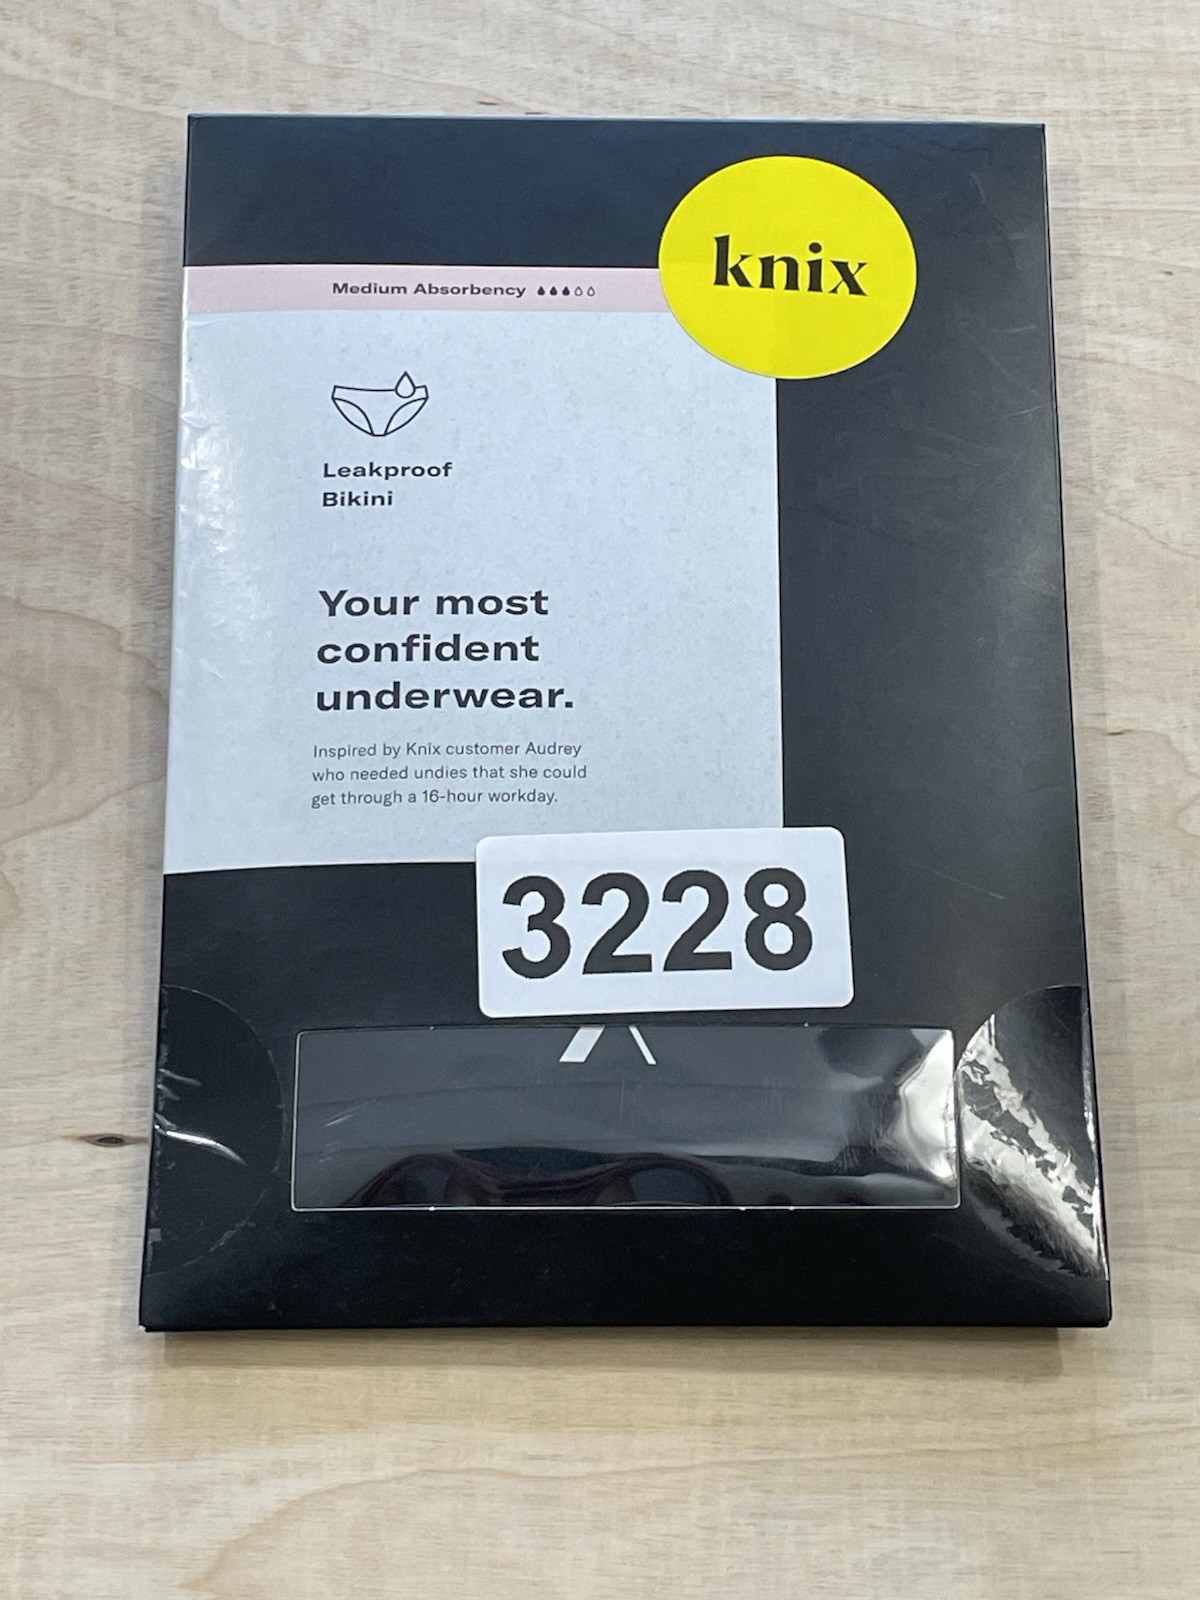 knix
Medium Absorbency
Leakproof
Bikini
Your most
confident
underwear.
Inspired by Knix customer Audrey
who needed undies that she could
get through a 16-hour workday.
3228